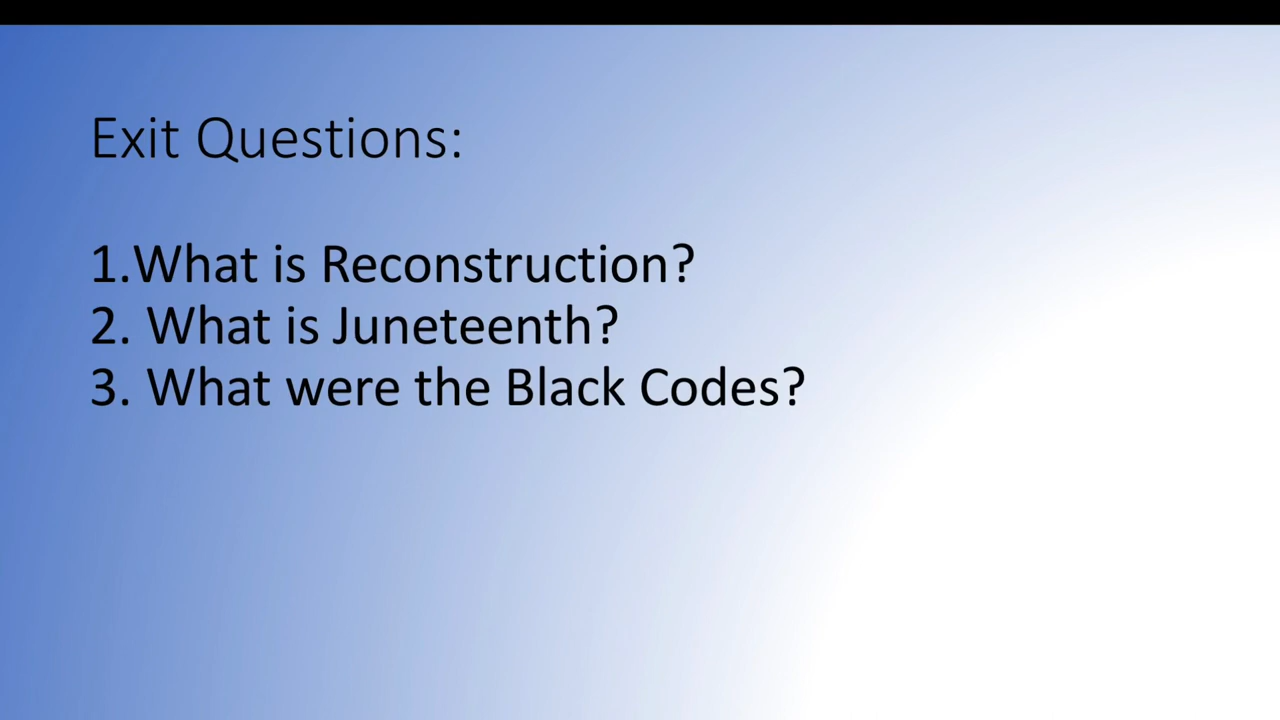 Exit Questions:
1.What is Reconstruction?
2. What is Juneteenth?
3. What were the Black Codes?